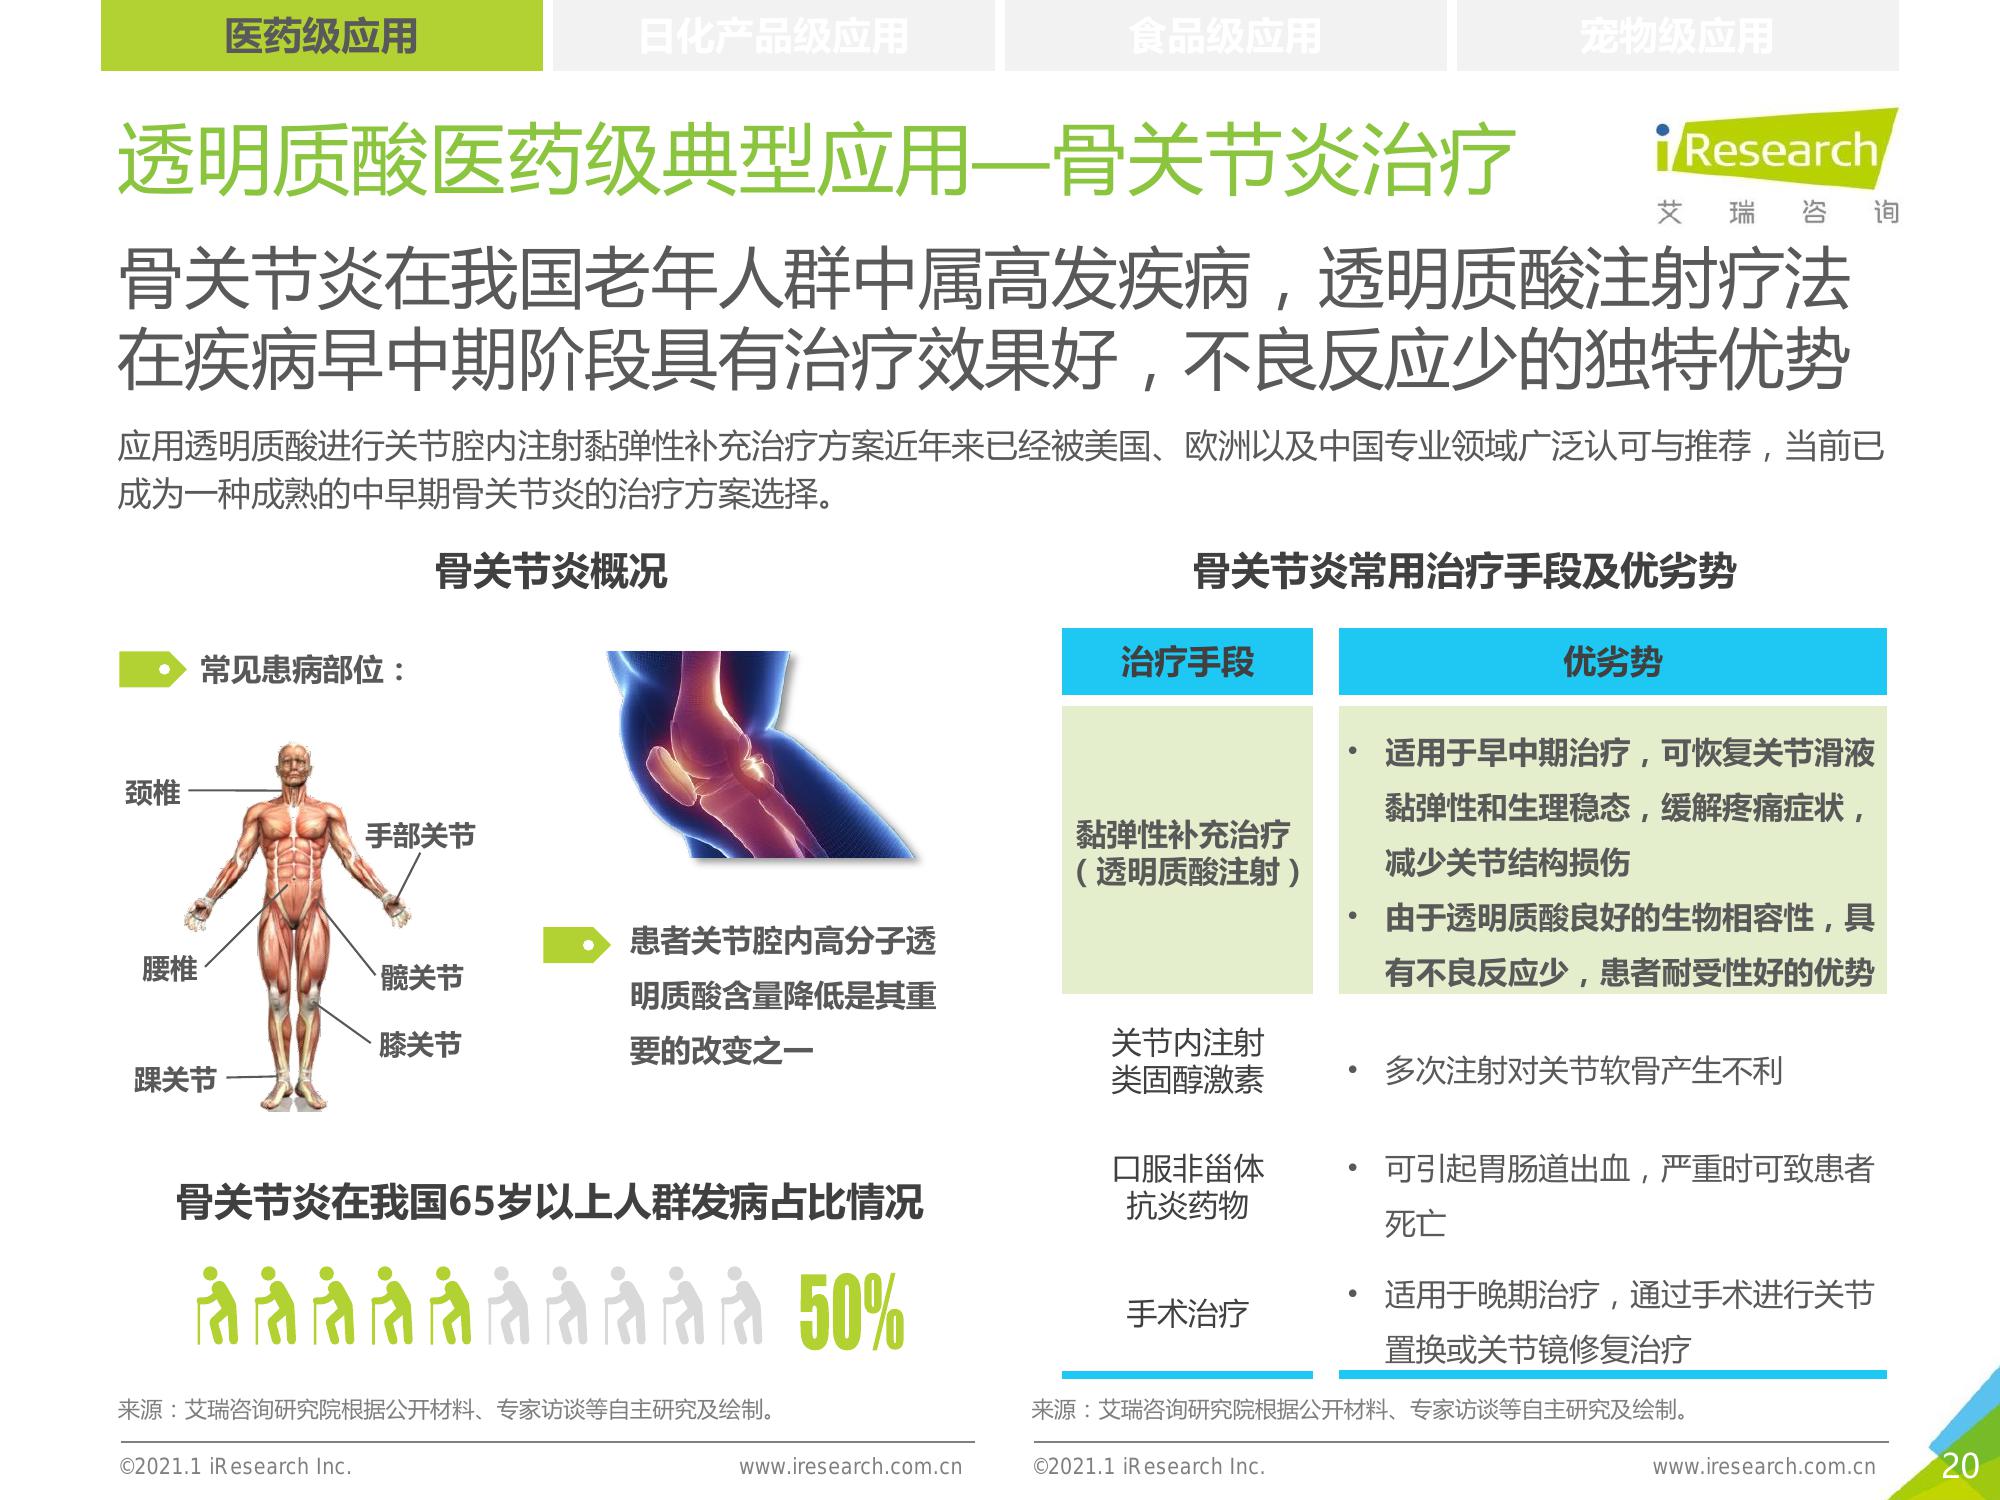 医药级应用
日化产品级应用
食品级应用
宠物级应用
透明质酸医药级典型应用—骨关节炎治疗
iResearch
艾瑞咨询
骨关节炎在我国老年人群中属高发疾病，透明质酸注射疗法
在疾病早中期阶段具有治疗效果好，不良反应少的独特优势
应用透明质酸进行关节腔内注射黏弹性补充治疗方案近年来已经被美国、欧洲以及中国专业领域广泛认可与推荐，当前已
成为一种成熟的中早期骨关节炎的治疗方案选择。
骨关节炎概况
常见患病部位：
颈椎
手部关节
腰椎
髋关节
膝关节
踝关节
患者关节腔内高分子透
明质酸含量降低是其重
要的改变之一
骨关节炎在我国65岁以上人群发病占比情况
50%
来源：艾瑞咨询研究院根据公开材料、专家访谈等自主研究及绘制。
©2021.1 iResearch Inc.
www.iresearch.com.cn
骨关节炎常用治疗手段及优劣势
治疗手段
优劣势
黏弹性补充治疗
（透明质酸注射）
• 适用于早中期治疗，可恢复关节滑液
黏弹性和生理稳态，缓解疼痛症状，
减少关节结构损伤
• 由于透明质酸良好的生物相容性，具
有不良反应少，患者耐受性好的优势
关节内注射
类固醇激素
• 多次注射对关节软骨产生不利
口服非甾体
抗炎药物
• 可引起胃肠道出血，严重时可致患者
死亡
手术治疗
• 适用于晚期治疗，通过手术进行关节
置换或关节镜修复治疗
来源：艾瑞咨询研究院根据公开材料、专家访谈等自主研究及绘制。
©2021.1 iResearch Inc.
www.iresearch.com.cn
20